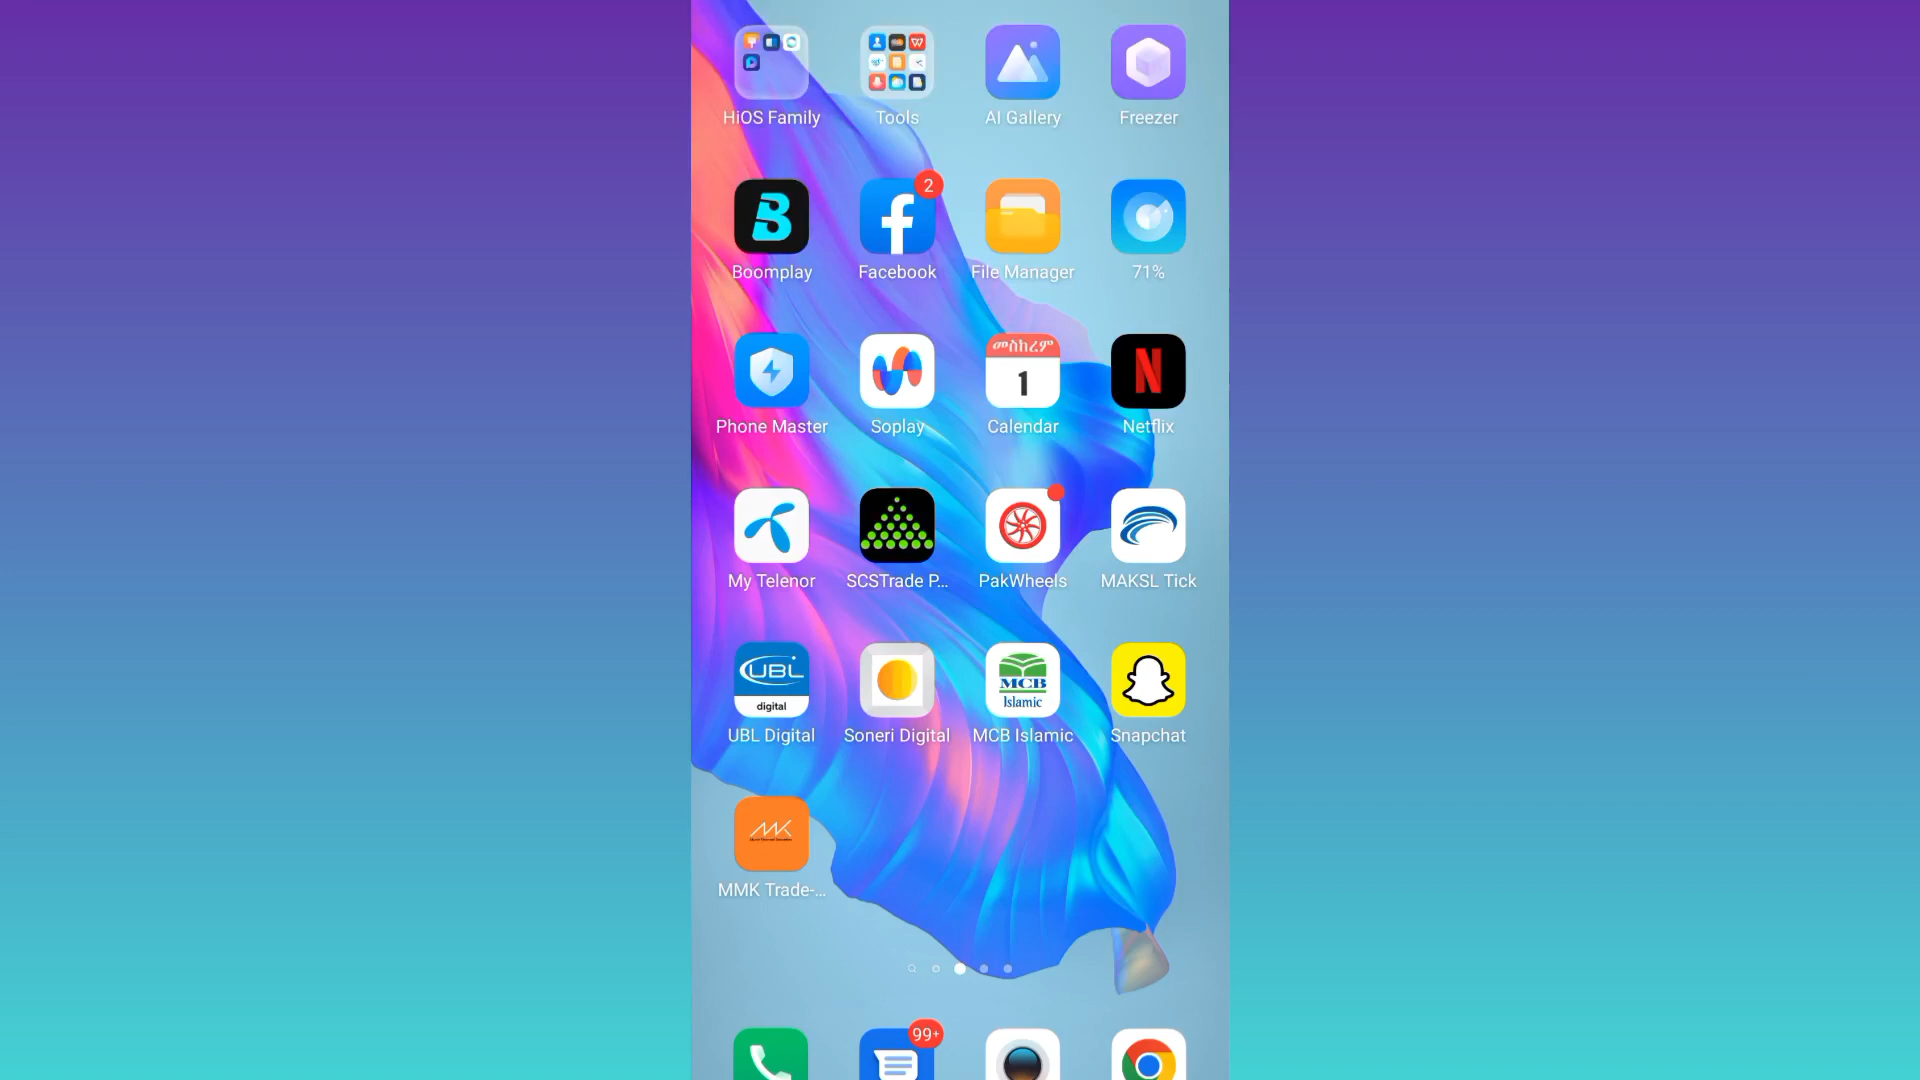 HiOS Family Tools AI Gallery Freezer
2
Boomplay Facebook File Manager 71%
መስከረም
1
Phone Master Soplay Calendar Netflix
My Telenor SCSTrade P... PakWheels MAKSL Tick
UBL
digital
MCB
Islamic
UBL Digital Soneri Digital MCB Islamic Snapchat
MK
MMK Trade-...
99+